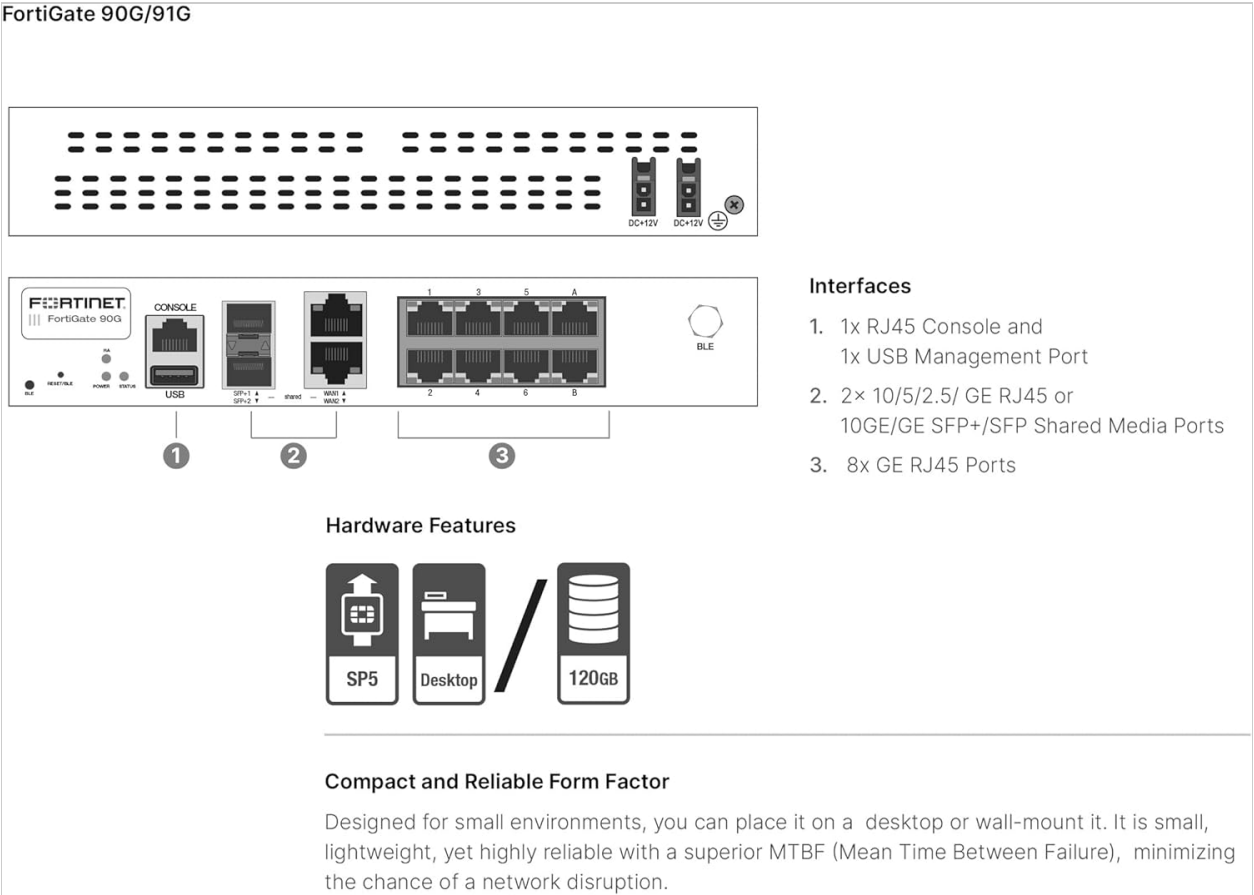 FortiGate 90G/91G
DC+12V
DC+12V
FORTINET
FortiGate 90G
CONSOLE
HA
BLE
RESET/BLE
POWER
STATUS
USB
SFP+1 ▲
SFP+2 ▼
— shared —
WAN1 ▲
WAN2 ▼
1 3 5 A
2 4 6 B
BLE
1 2 3
Interfaces
1. 1x RJ45 Console and
1x USB Management Port
2. 2× 10/5/2.5/ GE RJ45 or
10GE/GE SFP+/SFP Shared Media Ports
3. 8x GE RJ45 Ports
Hardware Features
SP5
Desktop
120GB
Compact and Reliable Form Factor
Designed for small environments, you can place it on a desktop or wall-mount it. It is small,
lightweight, yet highly reliable with a superior MTBF (Mean Time Between Failure), minimizing
the chance of a network disruption.